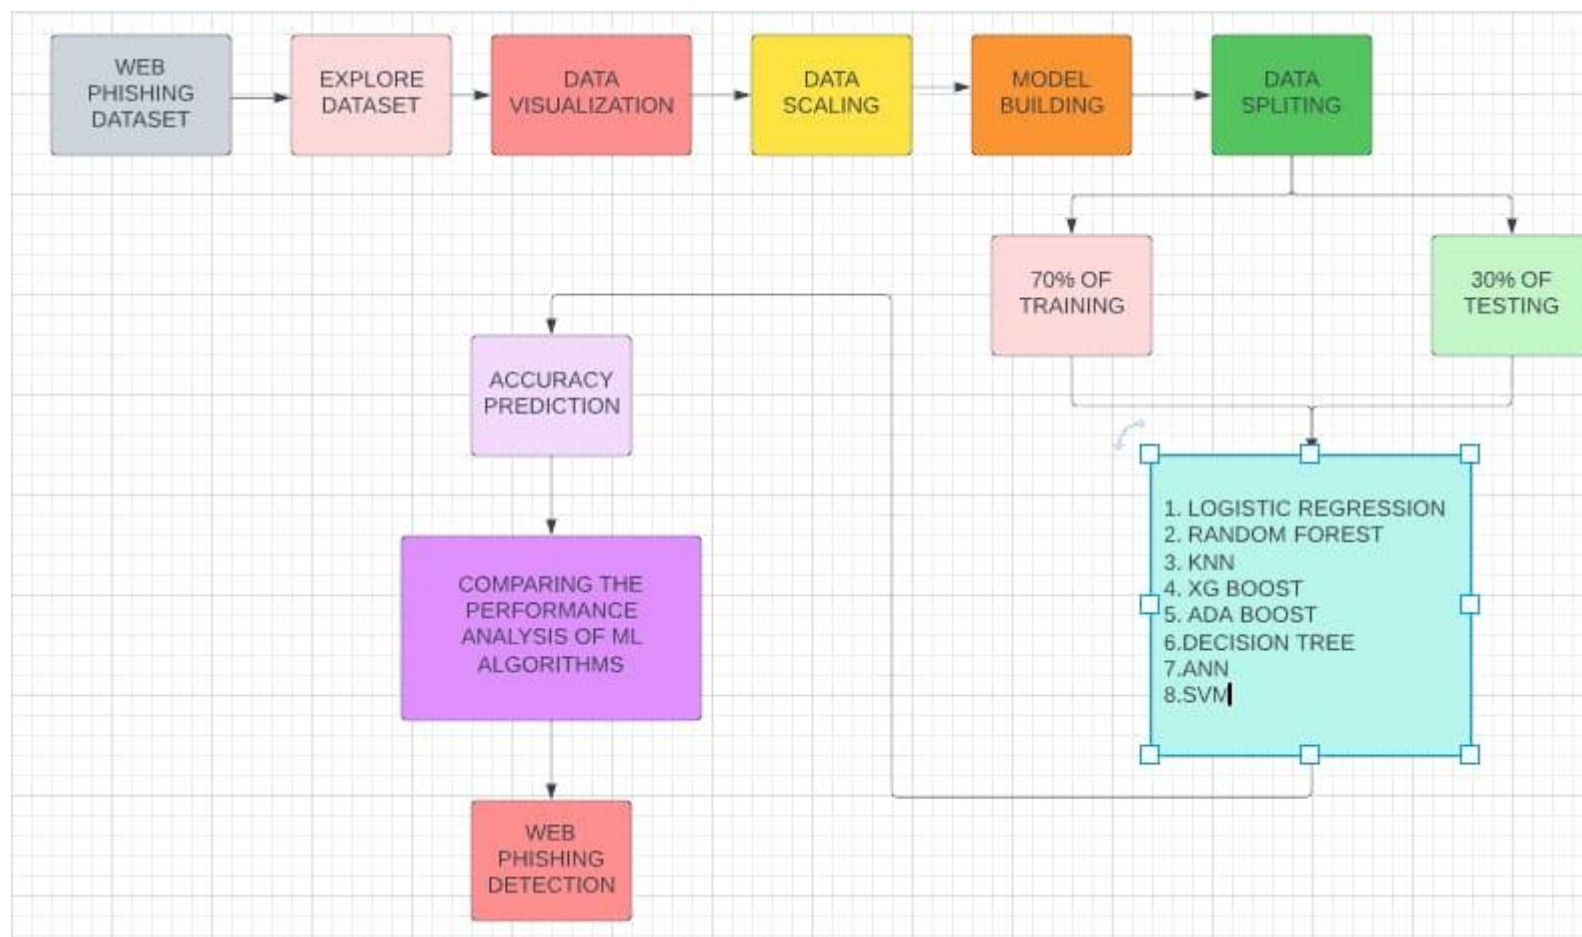 WEB
PHISHING
DATASET
EXPLORE
DATASET
DATA
VISUALIZATION
DATA
SCALING
MODEL
BUILDING
DATA
SPLITING
70% OF
TRAINING
30% OF
TESTING
1. LOGISTIC REGRESSION
2. RANDOM FOREST
3. KNN
4. XG BOOST
5. ADA BOOST
6.DECISION TREE
7.ANN
8.SVM
ACCURACY
PREDICTION
COMPARING THE
PERFORMANCE
ANALYSIS OF ML
ALGORITHMS
WEB
PHISHING
DETECTION